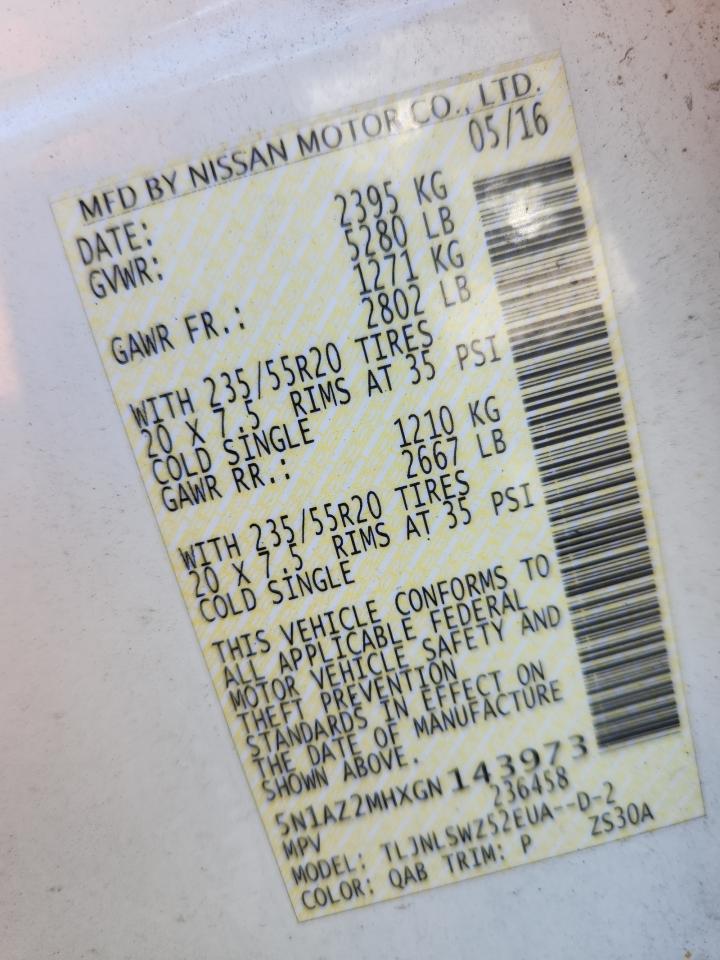 MFD BY NISSAN MOTOR CO., LTD.
DATE: 05/16
GVWR: 2395 KG
5280 LB
GAWR FR.: 1271 KG
2802 LB
WITH 235/55R20 TIRES
20 X 7.5 RIMS AT 35 PSI
COLD SINGLE
GAWR RR.: 1210 KG
2667 LB
WITH 235/55R20 TIRES
20 X 7.5 RIMS AT 35 PSI
COLD SINGLE
THIS VEHICLE CONFORMS TO
ALL APPLICABLE FEDERAL
MOTOR VEHICLE SAFETY AND
THEFT PREVENTION
STANDARDS IN EFFECT ON
THE DATE OF MANUFACTURE
SHOWN ABOVE.
5N1AZ2MHXGN143973
MPV 236458
MODEL: TLJNLSWZ52EUA--D-2
COLOR: QAB TRIM: P ZS30A